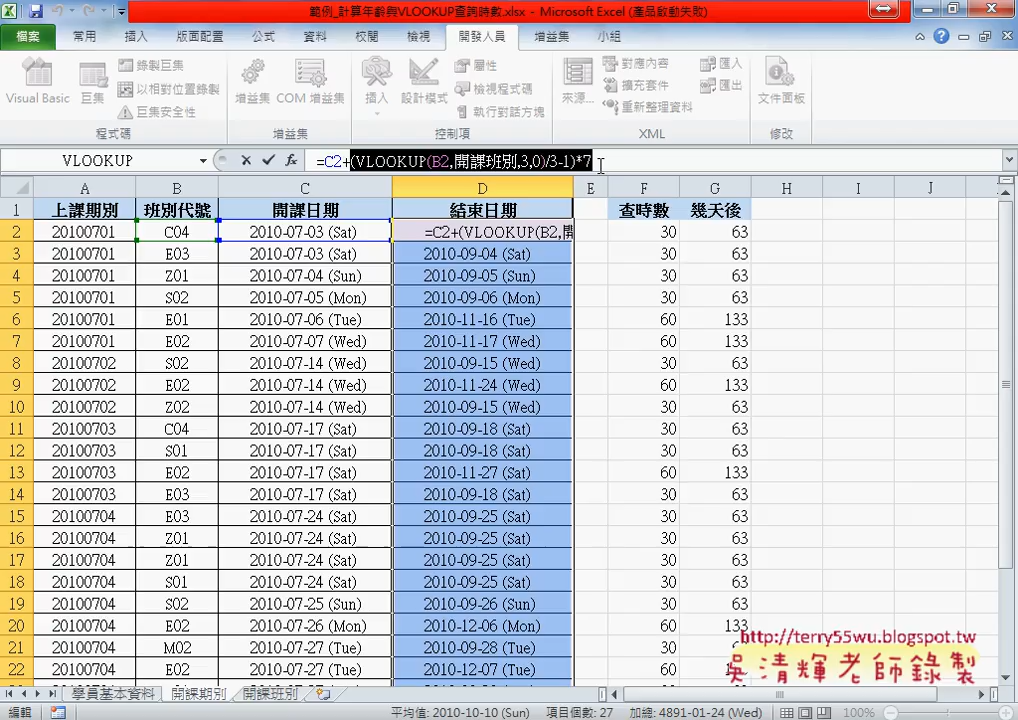 範例_計算年齡與VLOOKUP查詢時數.xlsx - Microsoft Excel (產品啟動失敗)
檔案 常用 插入 版面配置 公式 資料 校閱 檢視 開發人員 增益集 小組
Visual Basic 巨集 錄製巨集 以相對位置錄製 巨集安全性 增益集 COM 增益集 插入 設計模式 屬性 檢視程式碼 執行對話方塊 來源... 對應內容 擴充套件 重新整理資料 匯入 匯出 文件面板
程式碼 增益集 控制項 XML 修改
VLOOKUP =C2+(VLOOKUP(B2,開課班別,3,0)/3-1)*7
A B C D E F G H I J
1 上課期別 班別代號 開課日期 結束日期 查時數 幾天後
2 20100701 C04 2010-07-03 (Sat) =C2+(VLOOKUP(B2,開 30 63
3 20100701 E03 2010-07-03 (Sat) 2010-09-04 (Sat) 30 63
4 20100701 Z01 2010-07-04 (Sun) 2010-09-05 (Sun) 30 63
5 20100701 S02 2010-07-05 (Mon) 2010-09-06 (Mon) 30 63
6 20100701 E01 2010-07-06 (Tue) 2010-11-16 (Tue) 60 133
7 20100701 E02 2010-07-07 (Wed) 2010-11-17 (Wed) 60 133
8 20100702 S02 2010-07-14 (Wed) 2010-09-15 (Wed) 30 63
9 20100702 E02 2010-07-14 (Wed) 2010-11-24 (Wed) 60 133
10 20100702 Z02 2010-07-14 (Wed) 2010-09-15 (Wed) 30 63
11 20100703 C04 2010-07-17 (Sat) 2010-09-18 (Sat) 30 63
12 20100703 S01 2010-07-17 (Sat) 2010-09-18 (Sat) 30 63
13 20100703 E02 2010-07-17 (Sat) 2010-11-27 (Sat) 60 133
14 20100703 E03 2010-07-17 (Sat) 2010-09-18 (Sat) 30 63
15 20100704 E03 2010-07-24 (Sat) 2010-09-25 (Sat) 30 63
16 20100704 Z01 2010-07-24 (Sat) 2010-09-25 (Sat) 30 63
17 20100704 Z01 2010-07-24 (Sat) 2010-09-25 (Sat) 30 63
18 20100704 S01 2010-07-24 (Sat) 2010-09-25 (Sat) 30 63
19 20100704 S02 2010-07-25 (Sun) 2010-09-26 (Sun) 30 63
20 20100704 E02 2010-07-26 (Mon) 2010-12-06 (Mon) 60 133
http://terry55wu.blogspot.tw
21 20100704 M02 2010-07-27 (Tue) 2010-09-28 (Tue) 30 63
22 20100704 E02 2010-07-27 (Tue) 2010-12-07 (Tue) 60
吳清輝老師錄製
學員基本資料 開課期別 開課班別
編輯 平均值: 2010-10-10 (Sun) 項目個數: 27 加總: 4891-01-24 (Wed) 100%